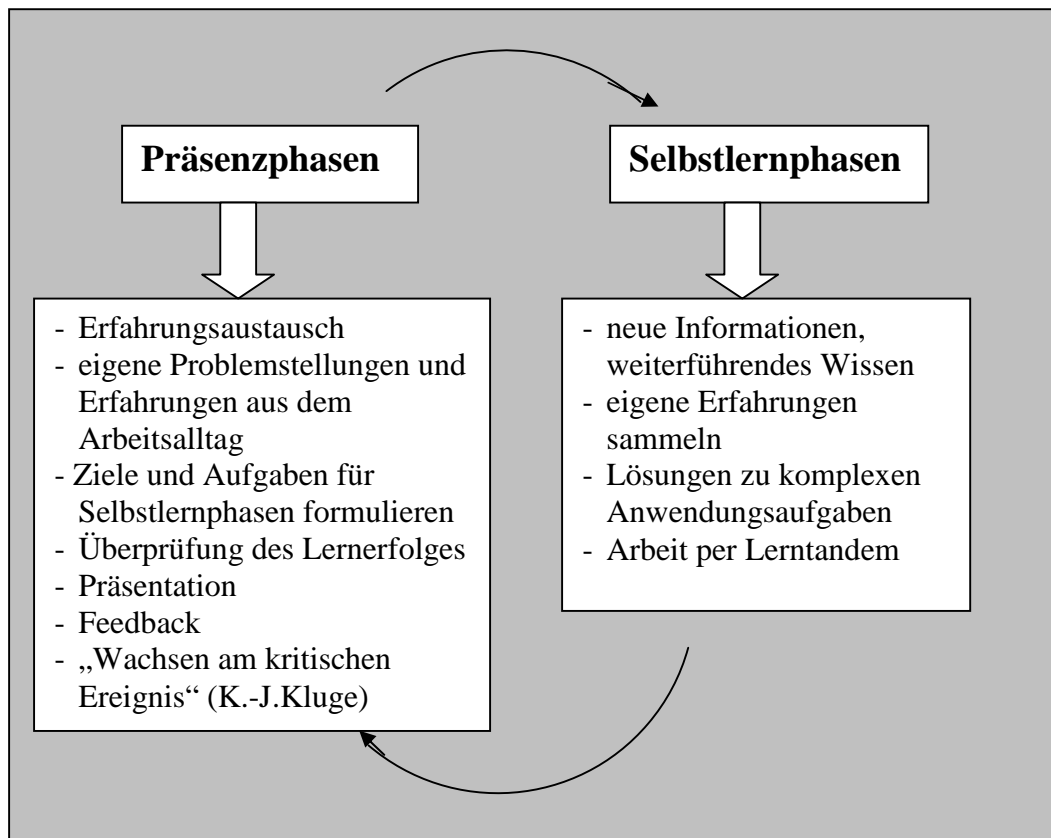 Präsenzphasen
- Erfahrungsaustausch
- eigene Problemstellungen und
Erfahrungen aus dem
Arbeitsalltag
- Ziele und Aufgaben für
Selbstlernphasen formulieren
- Überprüfung des Lernerfolges
- Präsentation
- Feedback
- „Wachsen am kritischen
Ereignis“ (K.-J.Kluge)
Selbstlernphasen
- neue Informationen,
weiterführendes Wissen
- eigene Erfahrungen
sammeln
- Lösungen zu komplexen
Anwendungsaufgaben
- Arbeit per Lerntandem